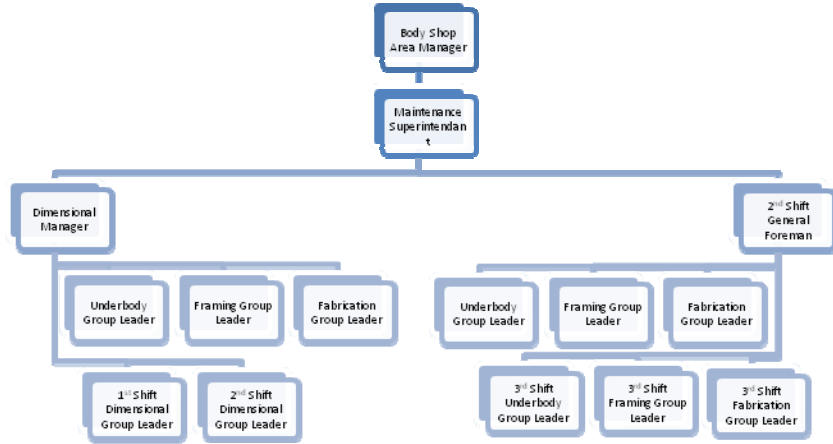 Body Shop
Area Manager
Maintenance
Superintendan
t
Dimensional
Manager
2nd Shift
General
Foreman
Underbody
Group Leader
Framing Group
Leader
Fabrication
Group Leader
Underbody
Group Leader
Framing Group
Leader
Fabrication
Group Leader
1st Shift
Dimensional
Group Leader
2nd Shift
Dimensional
Group Leader
3rd Shift
Underbody
Group Leader
3rd Shift
Framing Group
Leader
3rd Shift
Fabrication
Group Leader